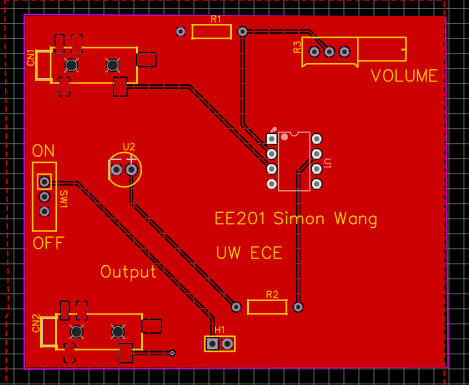 R1
R3
CN1
VOLUME
U2
U1
ON
SW1
EE201 Simon Wang
OFF
UW ECE
Output
R2
CN2
H1